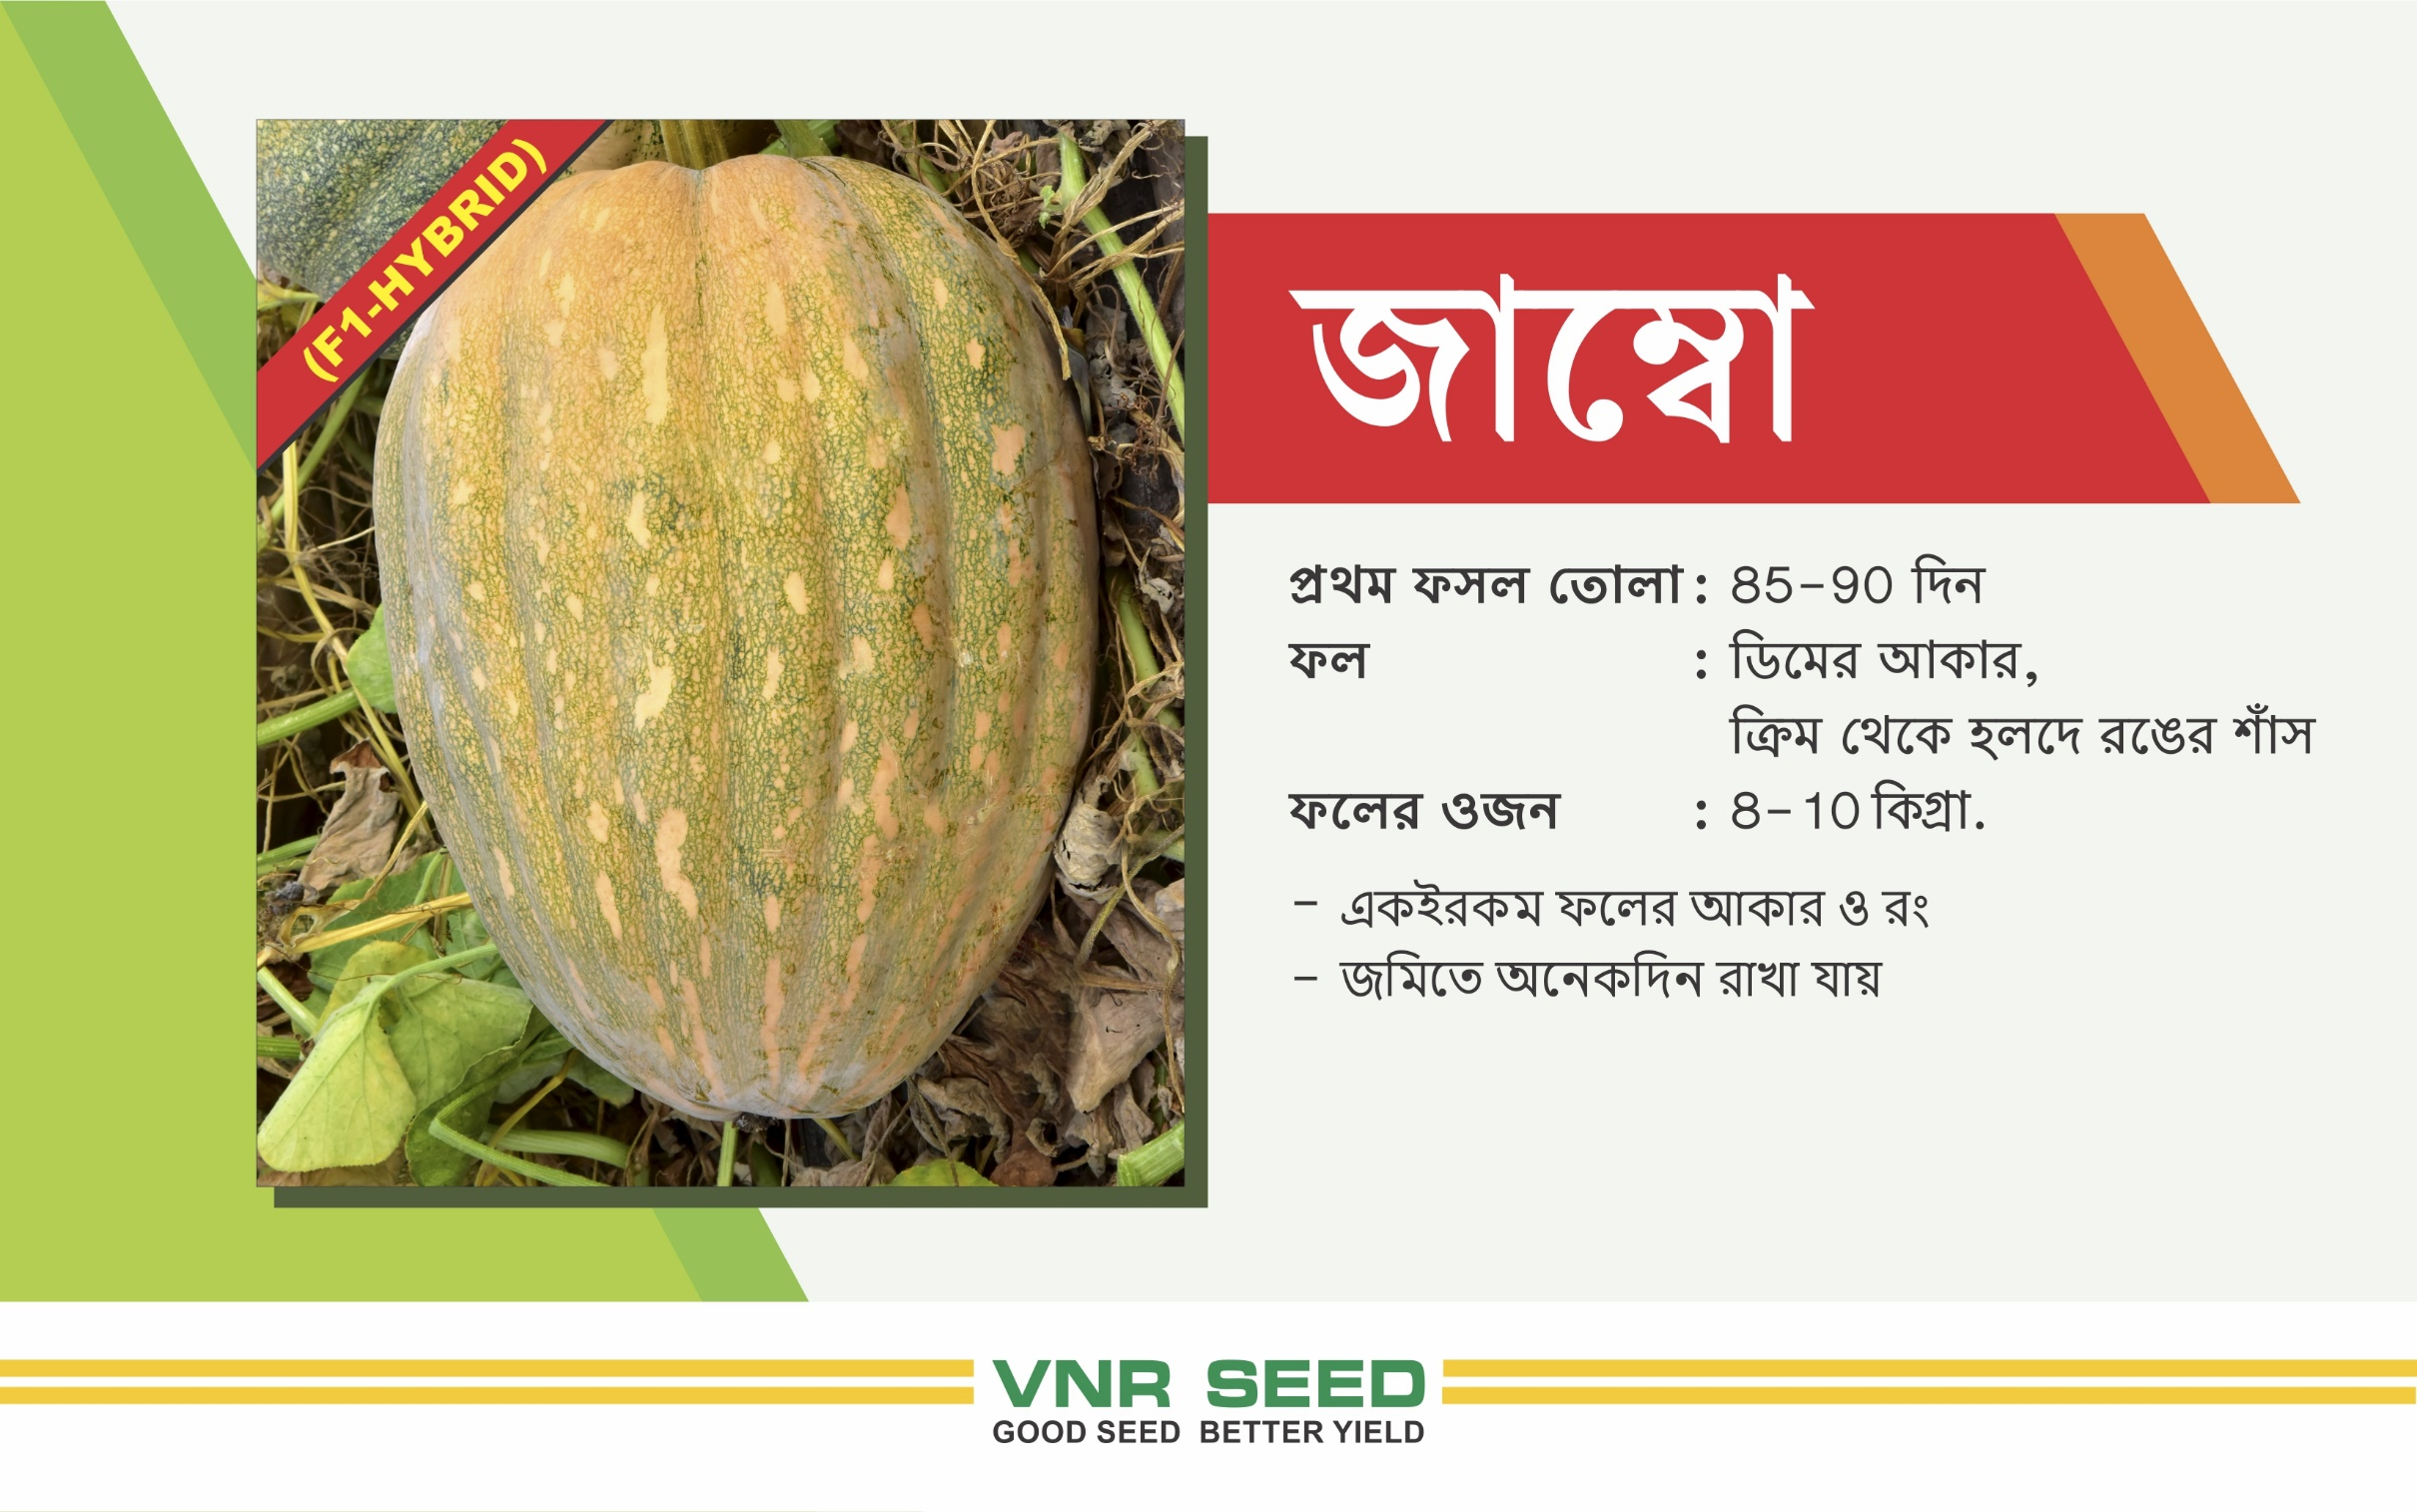 (F1-HYBRID)
জাম্বো
প্রথম ফসল তোলা : 85-90 দিন
ফল : ডিমের আকার,
ক্রিম থেকে হলদে রঙের শাঁস
ফলের ওজন : 8-10 কিগ্রা.
- একইরকম ফলের আকার ও রং
- জমিতে অনেকদিন রাখা যায়
VNR SEED
GOOD SEED BETTER YIELD